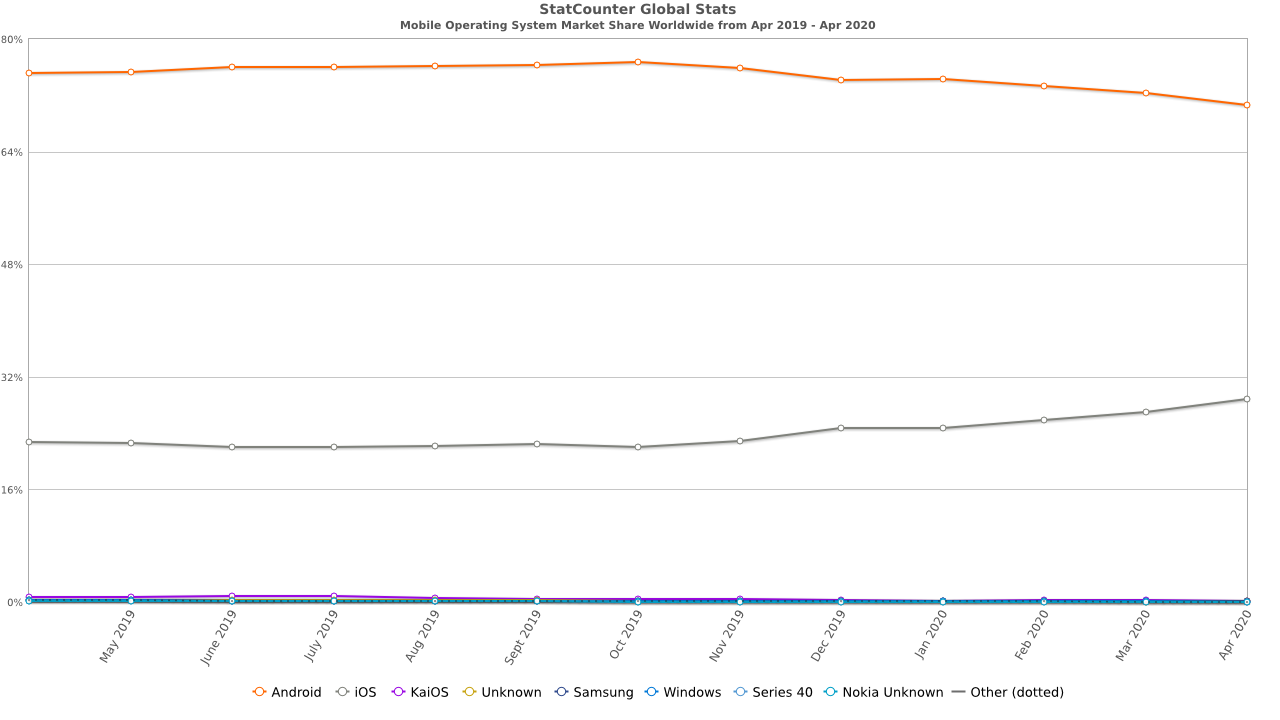 StatCounter Global Stats
Mobile Operating System Market Share Worldwide from Apr 2019 - Apr 2020
80%
64%
48%
32%
16%
0%
May 2019
June 2019
July 2019
Aug 2019
Sept 2019
Oct 2019
Nov 2019
Dec 2019
Jan 2020
Feb 2020
Mar 2020
Apr 2020
Android iOS KaiOS Unknown Samsung Windows Series 40 Nokia Unknown Other (dotted)